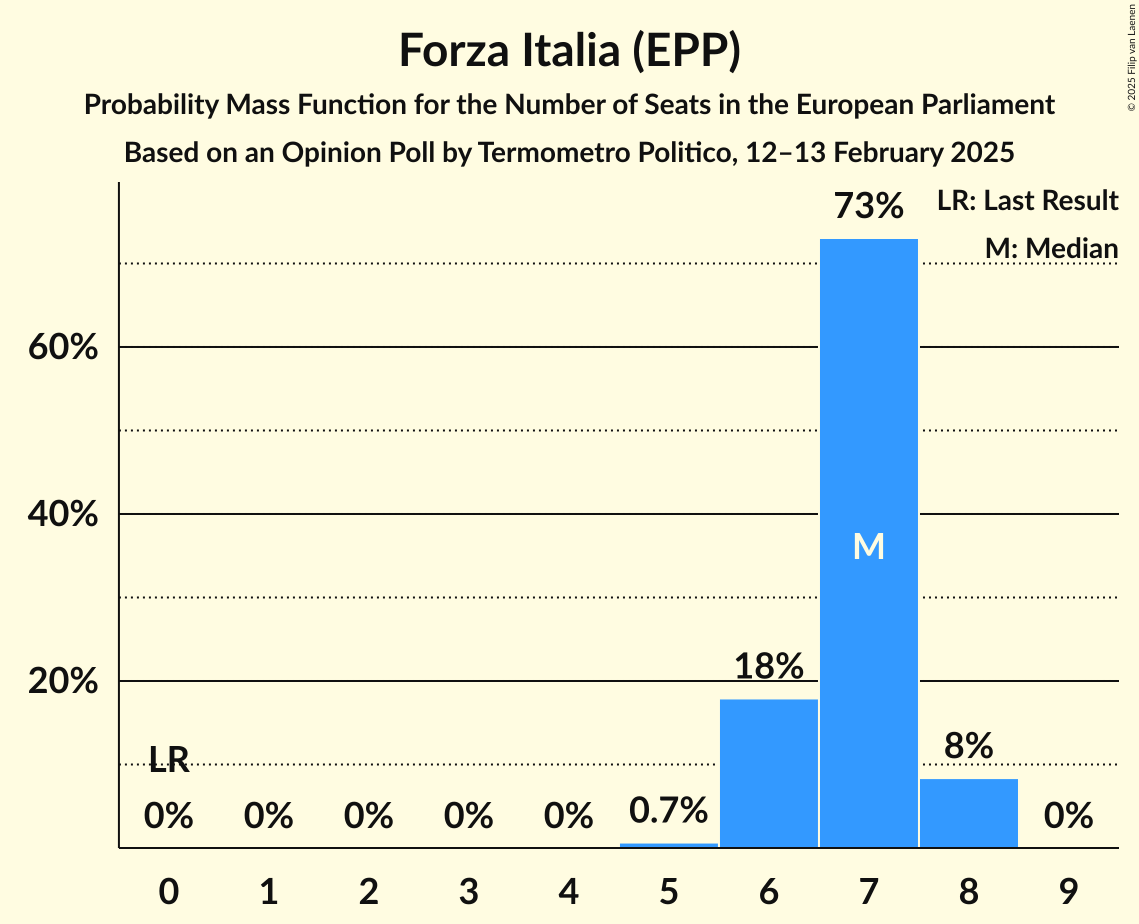 Forza Italia (EPP)
Probability Mass Function for the Number of Seats in the European Parliament
Based on an Opinion Poll by Termometro Politico, 12–13 February 2025
© 2025 Filip van Laenen
LR: Last Result
M: Median
60%
40%
20%
LR
0%
0%
0%
0%
0%
0.7%
18%
73%
M
8%
0%
0 1 2 3 4 5 6 7 8 9